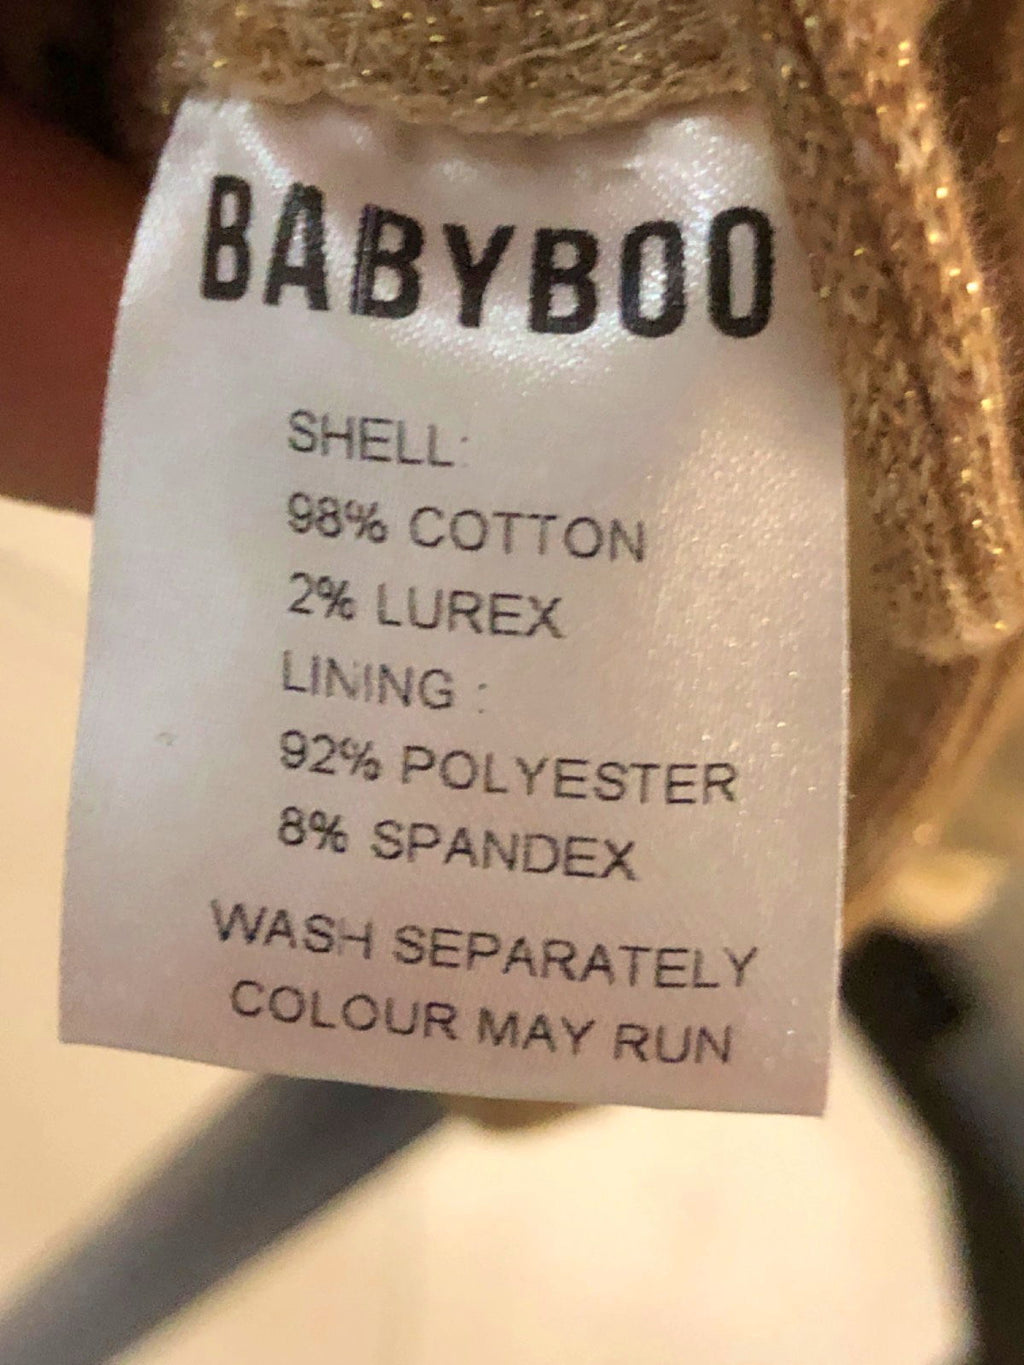 BABYBOO
SHELL:
98% COTTON
2% LUREX
LINING :
92% POLYESTER
8% SPANDEX
WASH SEPARATELY
COLOUR MAY RUN